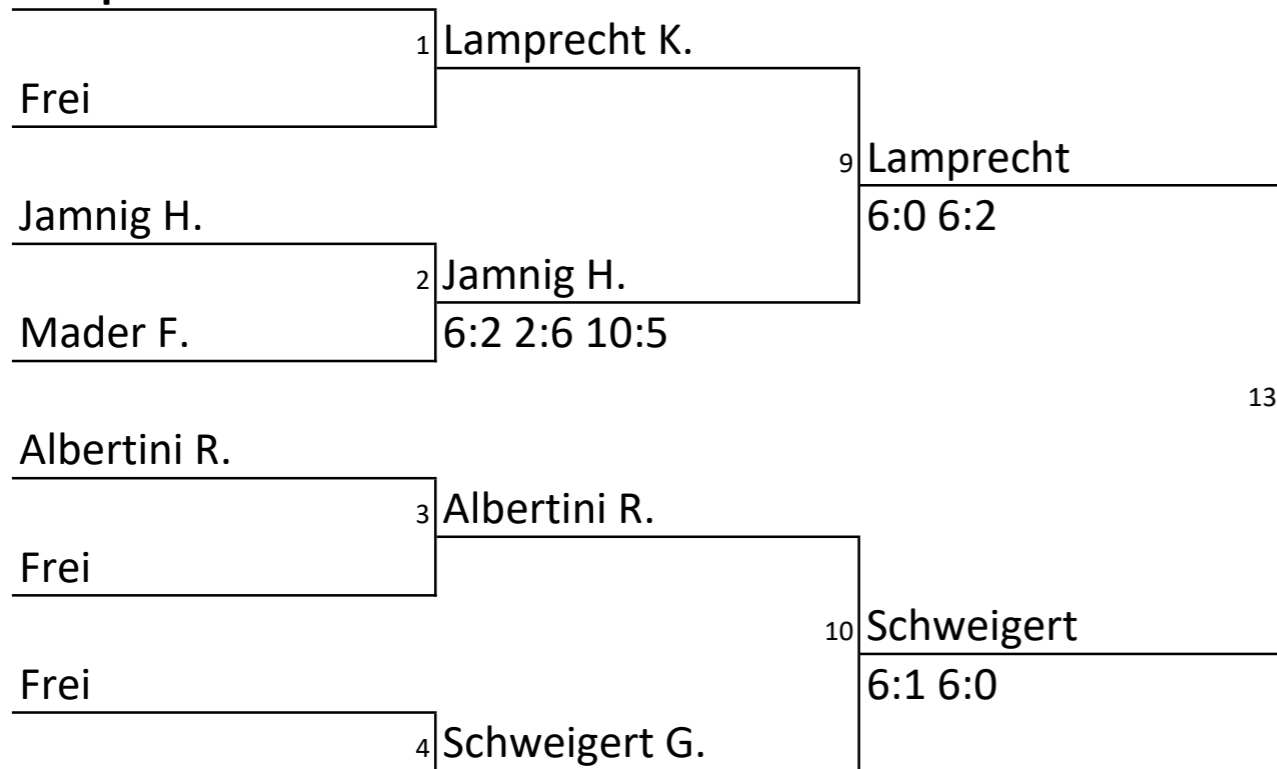 1 Lamprecht K.
Frei
9 Lamprecht
Jamnig H.
6:0 6:2
2 Jamnig H.
Mader F.
6:2 2:6 10:5
13
Albertini R.
3 Albertini R.
Frei
10 Schweigert
Frei
6:1 6:0
4 Schweigert G.